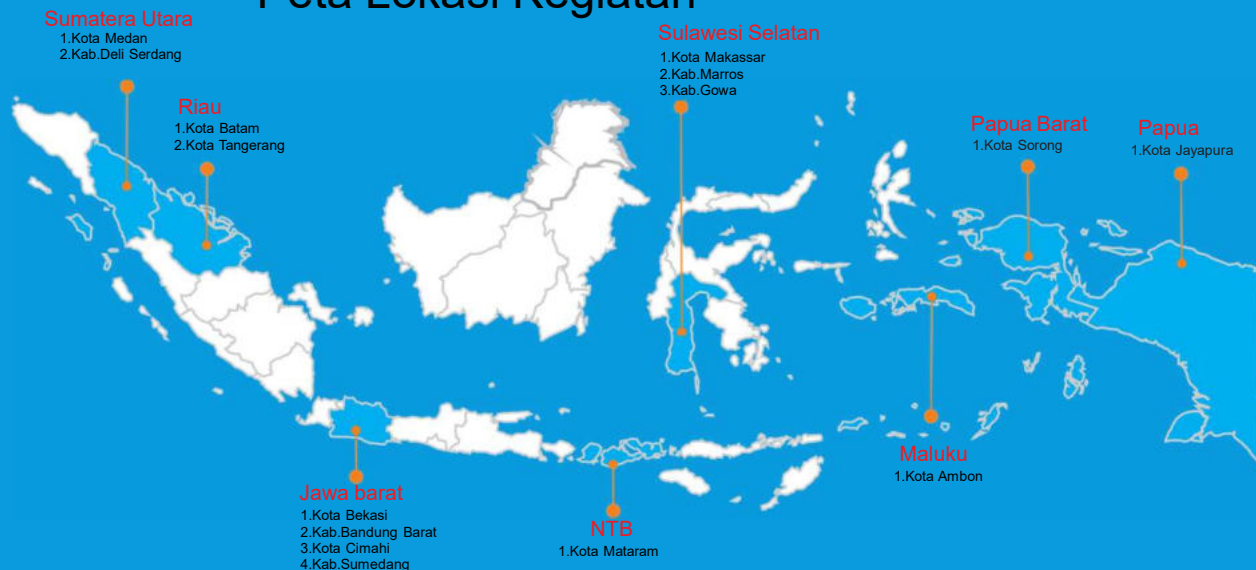 Peta Lokasi Kegiatan
Sumatera Utara
1.Kota Medan
2.Kab.Deli Serdang
Riau
1.Kota Batam
2.Kota Tangerang
Sulawesi Selatan
1.Kota Makassar
2.Kab.Marros
3.Kab.Gowa
Papua Barat
1.Kota Sorong
Papua
1.Kota Jayapura
Maluku
1.Kota Ambon
Jawa barat
1.Kota Bekasi
2.Kab.Bandung Barat
3.Kota Cimahi
4.Kab.Sumedang
NTB
1.Kota Mataram